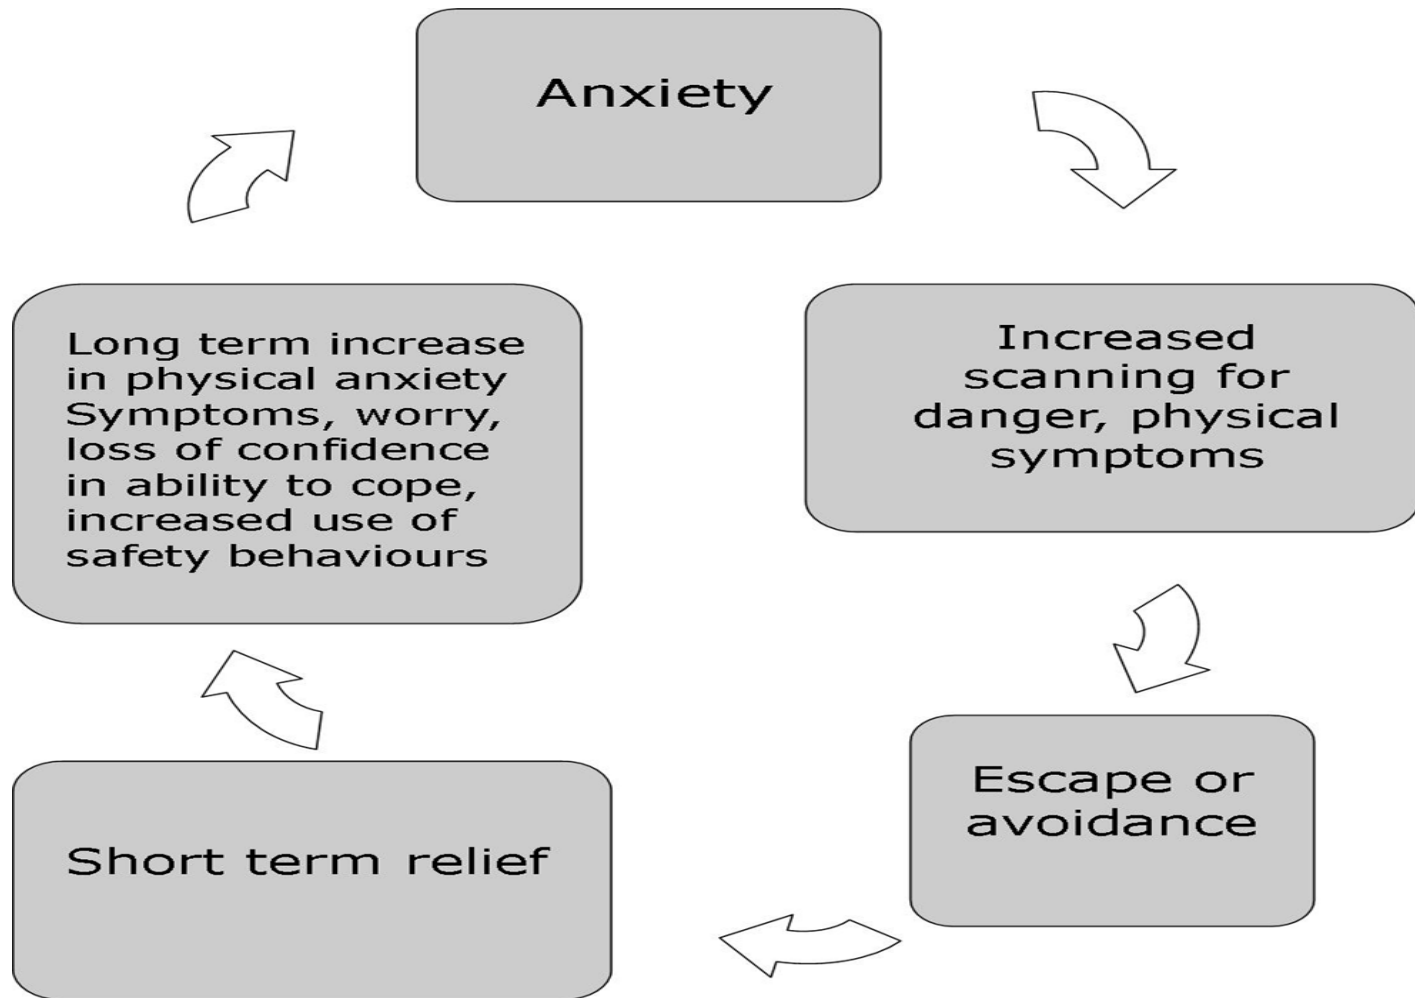 Anxiety
Increased
scanning for
danger, physical
symptoms
Escape or
avoidance
Short term relief
Long term increase
in physical anxiety
Symptoms, worry,
loss of confidence
in ability to cope,
increased use of
safety behaviours